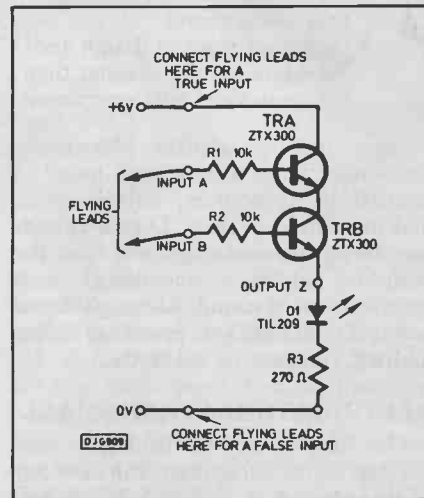 CONNECT FLYING LEADS
HERE FOR A
TRUE INPUT
+6V
TRA
ZTX300
R1 10k
INPUT A
FLYING
LEADS
TRB
ZTX300
R2 10k
INPUT B
OUTPUT Z
D1
TIL209
R3
270 Ω
0V
DJG909
CONNECT FLYING LEADS
HERE FOR A FALSE INPUT